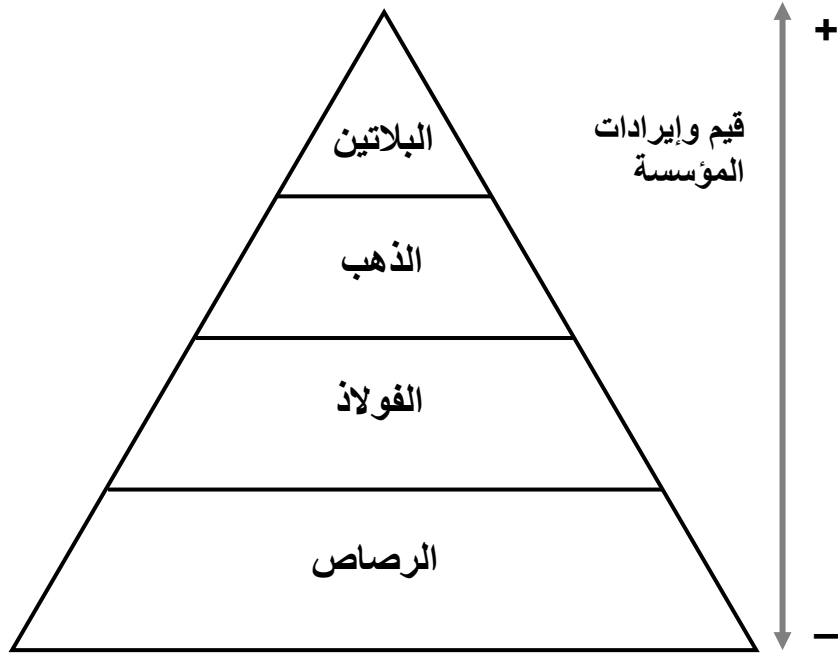 +
البلاتين
قيم وإيرادات
المؤسسة
الذهب
الفولاذ
الرصاص
–